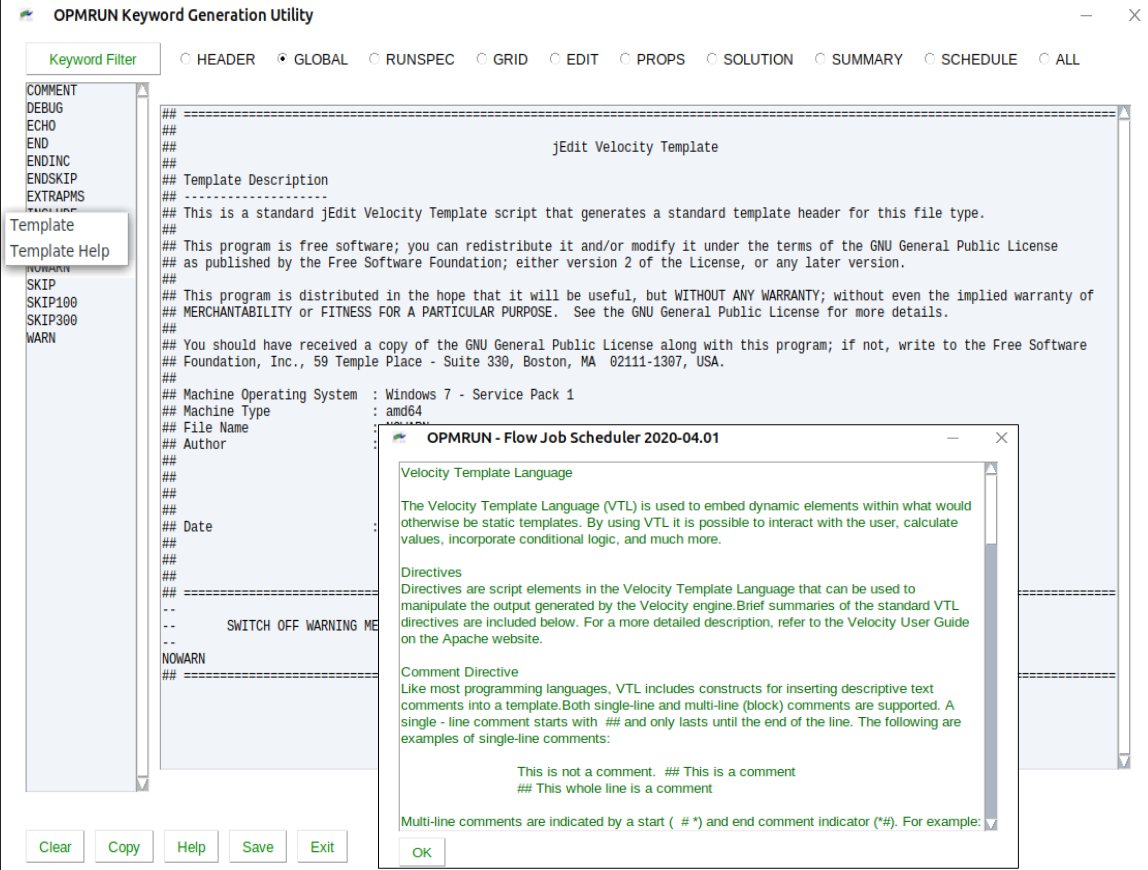 OPMRUN Keyword Generation Utility
Keyword Filter
HEADER GLOBAL RUNSPEC GRID EDIT PROPS SOLUTION SUMMARY SCHEDULE ALL
COMMENT
DEBUG
ECHO
END
ENDINC
ENDSKIP
EXTRAPMS
INCLUDE
Template
Template Help
NOWARN
SKIP
SKIP100
SKIP300
WARN
## ================================================================================================================================
##
## jEdit Velocity Template
##
## Template Description
## --------------------
## This is a standard jEdit Velocity Template script that generates a standard template header for this file type.
##
## This program is free software; you can redistribute it and/or modify it under the terms of the GNU General Public License
## as published by the Free Software Foundation; either version 2 of the License, or any later version.
##
## This program is distributed in the hope that it will be useful, but WITHOUT ANY WARRANTY; without even the implied warranty of
## MERCHANTABILITY or FITNESS FOR A PARTICULAR PURPOSE.  See the GNU General Public License for more details.
##
## You should have received a copy of the GNU General Public License along with this program; if not, write to the Free Software
## Foundation, Inc., 59 Temple Place - Suite 330, Boston, MA  02111-1307, USA.
##
## Machine Operating System  : Windows 7 - Service Pack 1
## Machine Type              : amd64
## File Name                 : NOWARN
## Author                    :
##
##
##
##
## Date                      :
##
##
##
## ================================================================================================================================
--
--       SWITCH OFF WARNING ME
--
NOWARN
## ================================================================================================================================
OPMRUN - Flow Job Scheduler 2020-04.01
Velocity Template Language
The Velocity Template Language (VTL) is used to embed dynamic elements within what would
otherwise be static templates. By using VTL it is possible to interact with the user, calculate
values, incorporate conditional logic, and much more.
Directives
Directives are script elements in the Velocity Template Language that can be used to
manipulate the output generated by the Velocity engine.Brief summaries of the standard VTL
directives are included below. For a more detailed description, refer to the Velocity User Guide
on the Apache website.
Comment Directive
Like most programming languages, VTL includes constructs for inserting descriptive text
comments into a template.Both single-line and multi-line (block) comments are supported. A
single - line comment starts with  ## and only lasts until the end of the line. The following are
examples of single-line comments:
This is not a comment.  ## This is a comment
## This whole line is a comment
Multi-line comments are indicated by a start (  # *) and end comment indicator (*#). For example:
OK
Clear Copy Help Save Exit